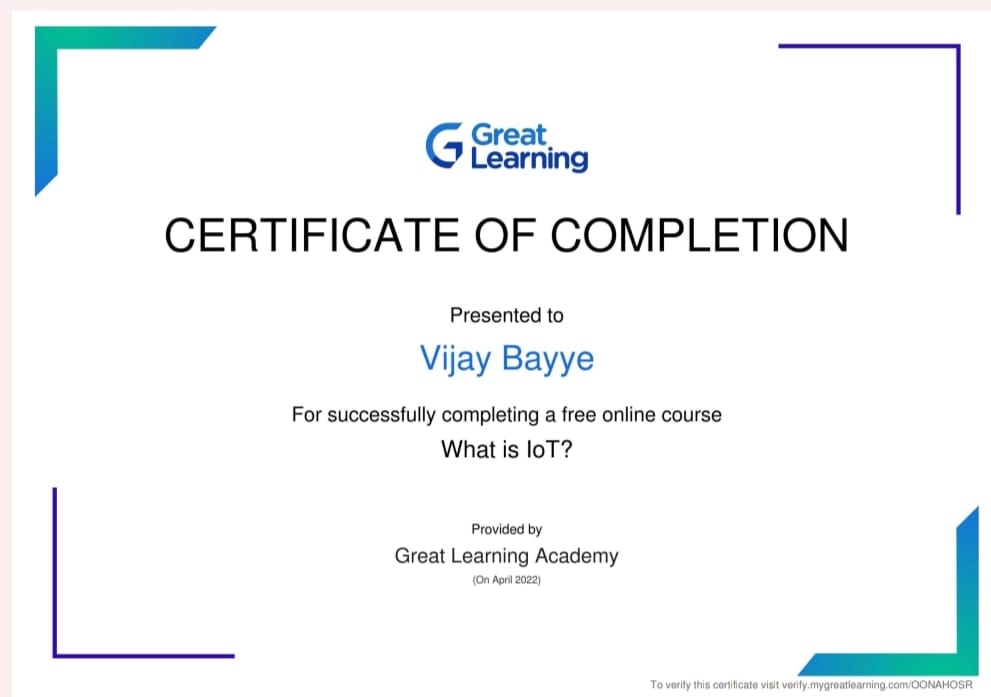 Great
Learning
CERTIFICATE OF COMPLETION
Presented to
Vijay Bayye
For successfully completing a free online course
What is IoT?
Provided by
Great Learning Academy
(On April 2022)
To verify this certificate visit verify.mygreatlearning.com/OONAHOSR